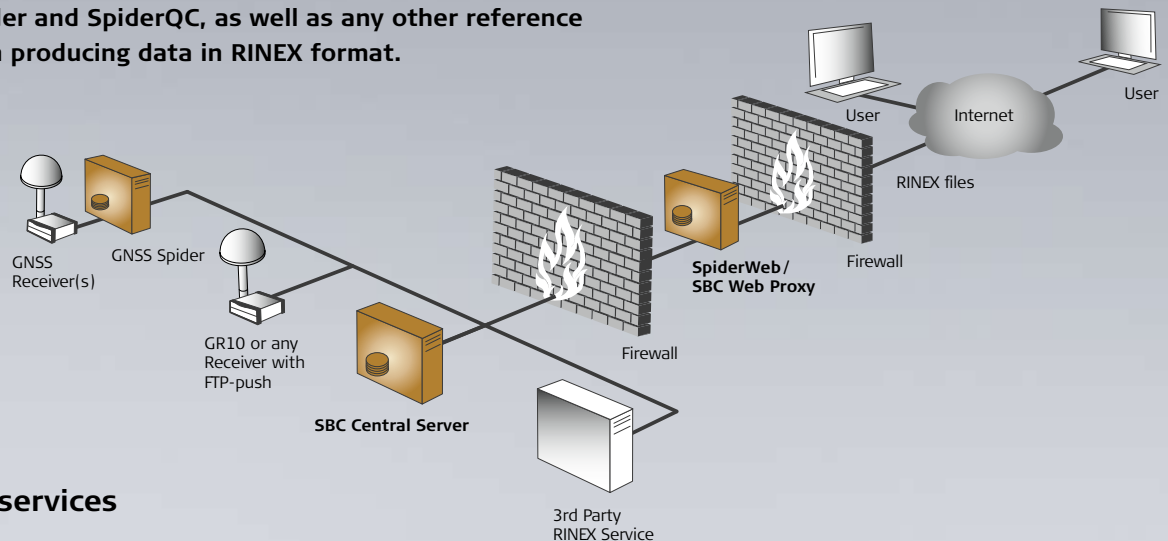 and SpiderQC, as well as any other reference
producing data in RINEX format.
User
Internet
User
RINEX files
GNSS
Receiver(s)
GNSS Spider
SpiderWeb/
SBC Web Proxy
Firewall
GR10 or any
Receiver with
FTP-push
Firewall
SBC Central Server
3rd Party
RINEX Service
services